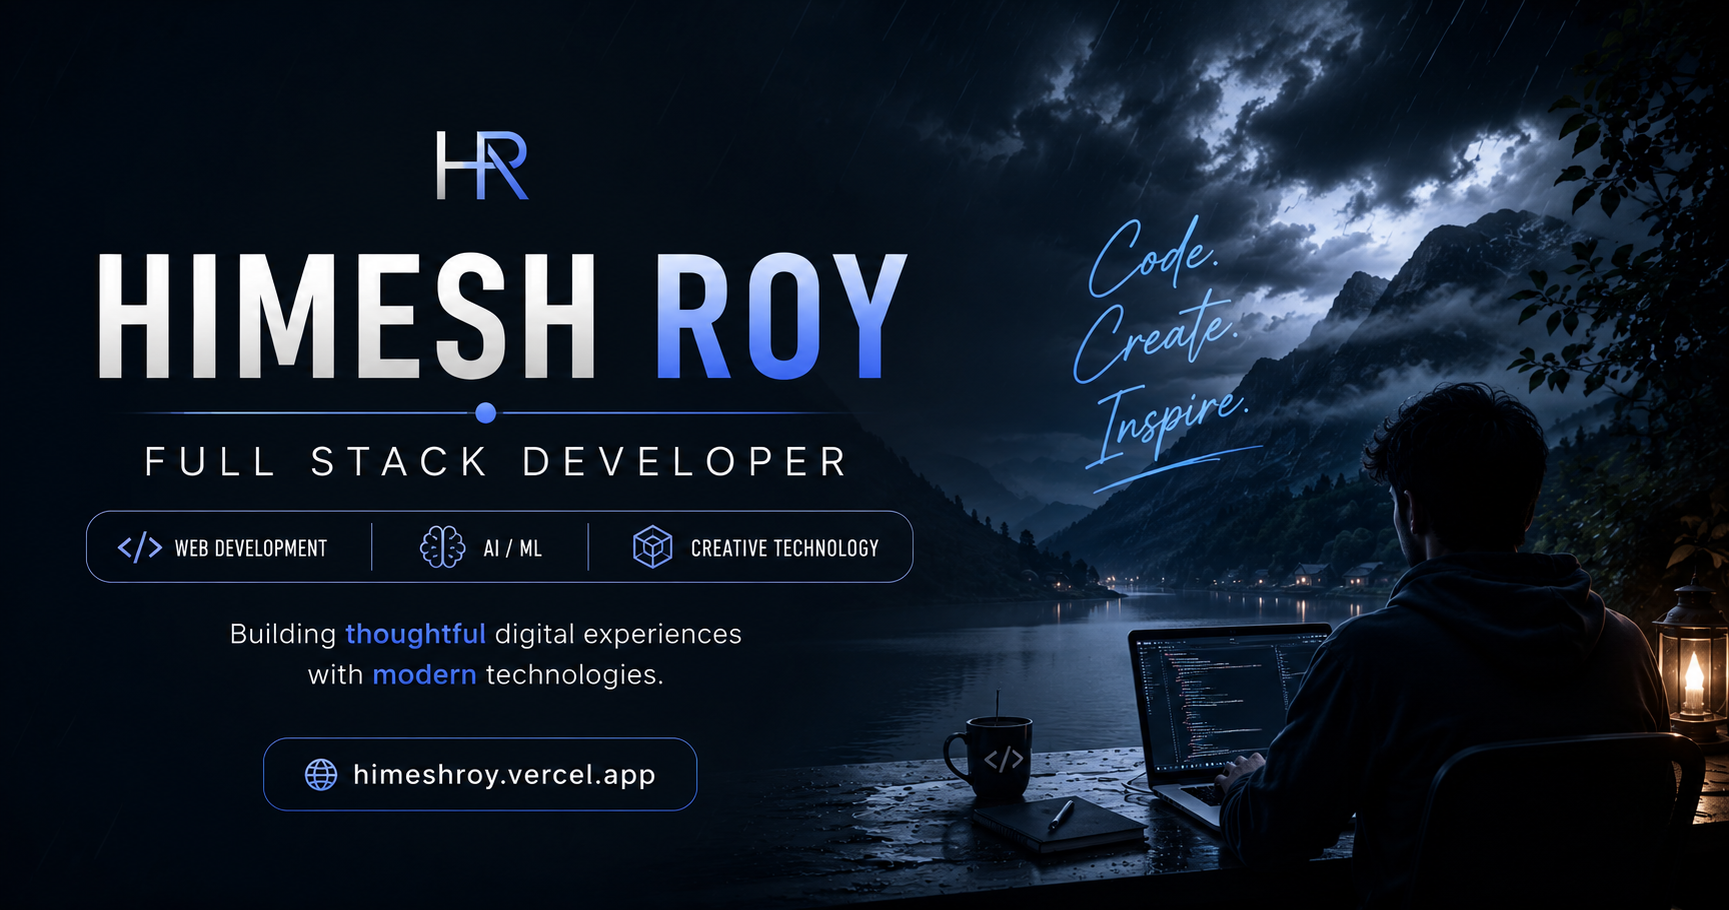 HR
HIMESH ROY
FULL STACK DEVELOPER
</> WEB DEVELOPMENT
AI / ML
CREATIVE TECHNOLOGY
Building thoughtful digital experiences
with modern technologies.
himeshroy.vercel.app
Code.
Create.
Inspire.
</>